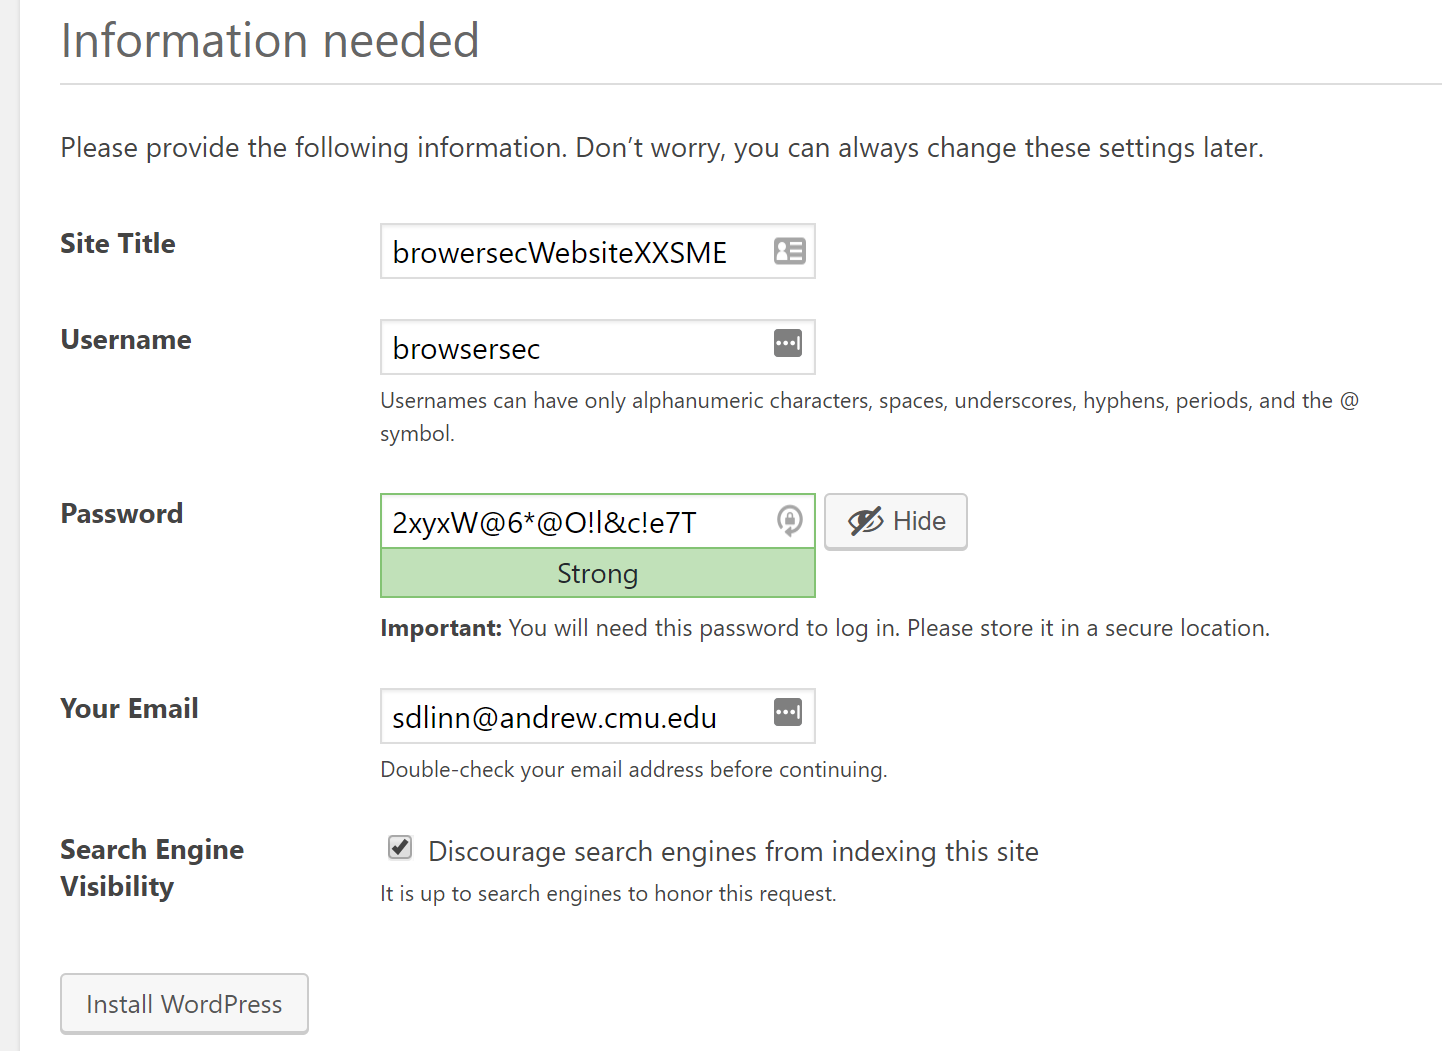 Information needed
Please provide the following information. Don’t worry, you can always change these settings later.
Site Title
browersecWebsiteXXSME
Username
browsersec
Usernames can have only alphanumeric characters, spaces, underscores, hyphens, periods, and the @
symbol.
Password
2xyxW@6*@O!l&c!e7T
Hide
Strong
Important: You will need this password to log in. Please store it in a secure location.
Your Email
sdlinn@andrew.cmu.edu
Double-check your email address before continuing.
Search Engine
Visibility
Discourage search engines from indexing this site
It is up to search engines to honor this request.
Install WordPress